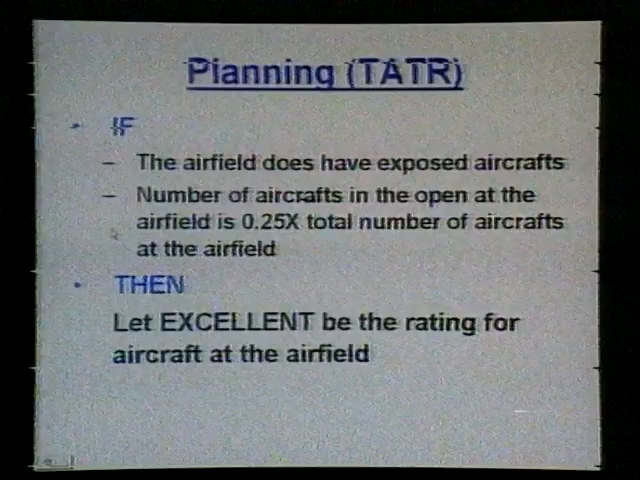 Planning (TATR)
IF
The airfield does have exposed aircrafts
Number of aircrafts in the open at the
airfield is 0.25X total number of aircrafts
at the airfield
THEN
Let EXCELLENT be the rating for
aircraft at the airfield